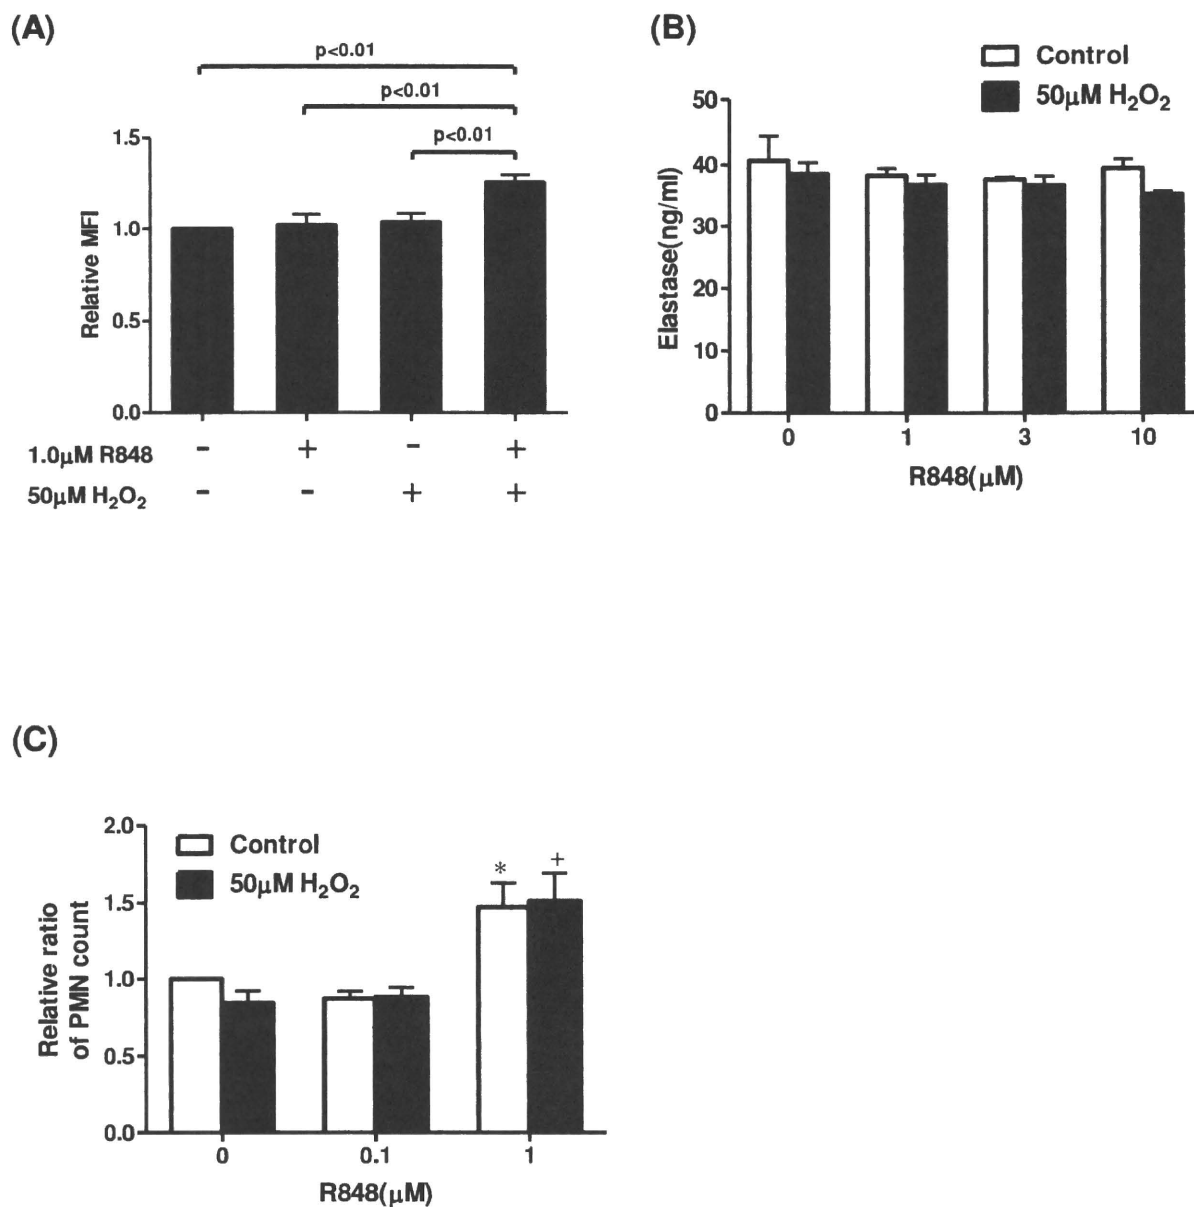 (A)
p<0.01
p<0.01
p<0.01
1.5
1.0
0.5
0.0
Relative MFI
1.0μM R848 - + - +
50μM H₂O₂ - - + +
(B)
Control
50μM H₂O₂
50
40
30
20
10
0
Elastase(ng/ml)
0 1 3 10
R848(μM)
(C)
Control
50μM H₂O₂
2.0
1.5
1.0
0.5
0.0
Relative ratio
of PMN count
* +
0 0.1 1
R848(μM)